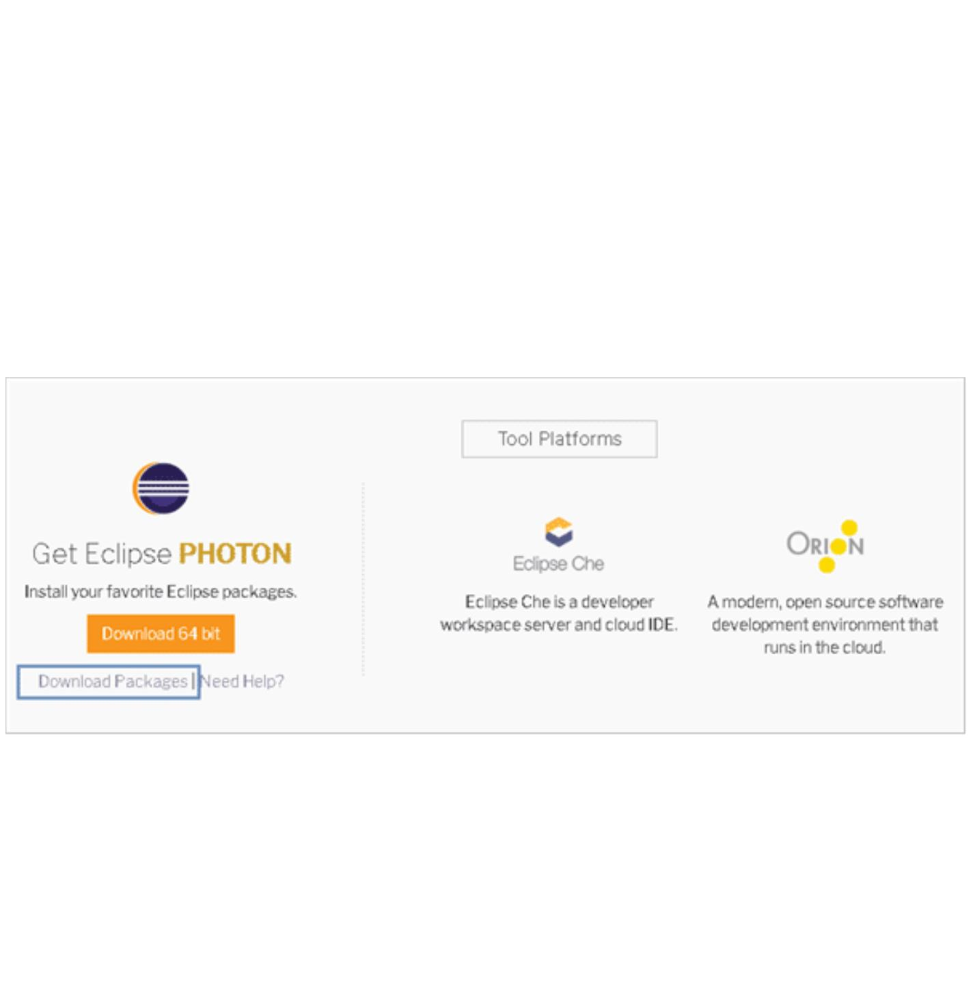 Tool Platforms
Get Eclipse PHOTON
Install your favorite Eclipse packages.
Download 64 bit
Download Packages | Need Help?
Eclipse Che
Eclipse Che is a developer
workspace server and cloud IDE.
ORION
A modern, open source software
development environment that
runs in the cloud.